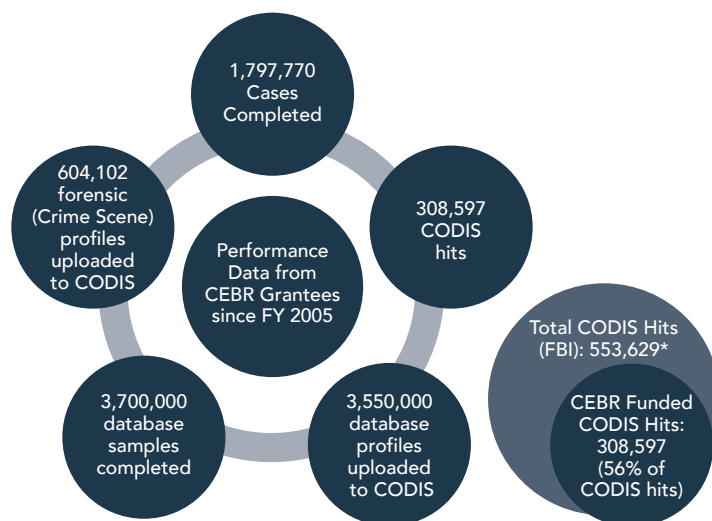 1,797,770
Cases
Completed
604,102
forensic
(Crime Scene)
profiles
uploaded
to CODIS
308,597
CODIS
hits
Performance
Data from
CEBR Grantees
since FY 2005
3,700,000
database
samples
completed
3,550,000
database
profiles
uploaded
to CODIS
Total CODIS Hits
(FBI): 553,629*
CEBR Funded
CODIS Hits:
308,597
(56% of
CODIS hits)